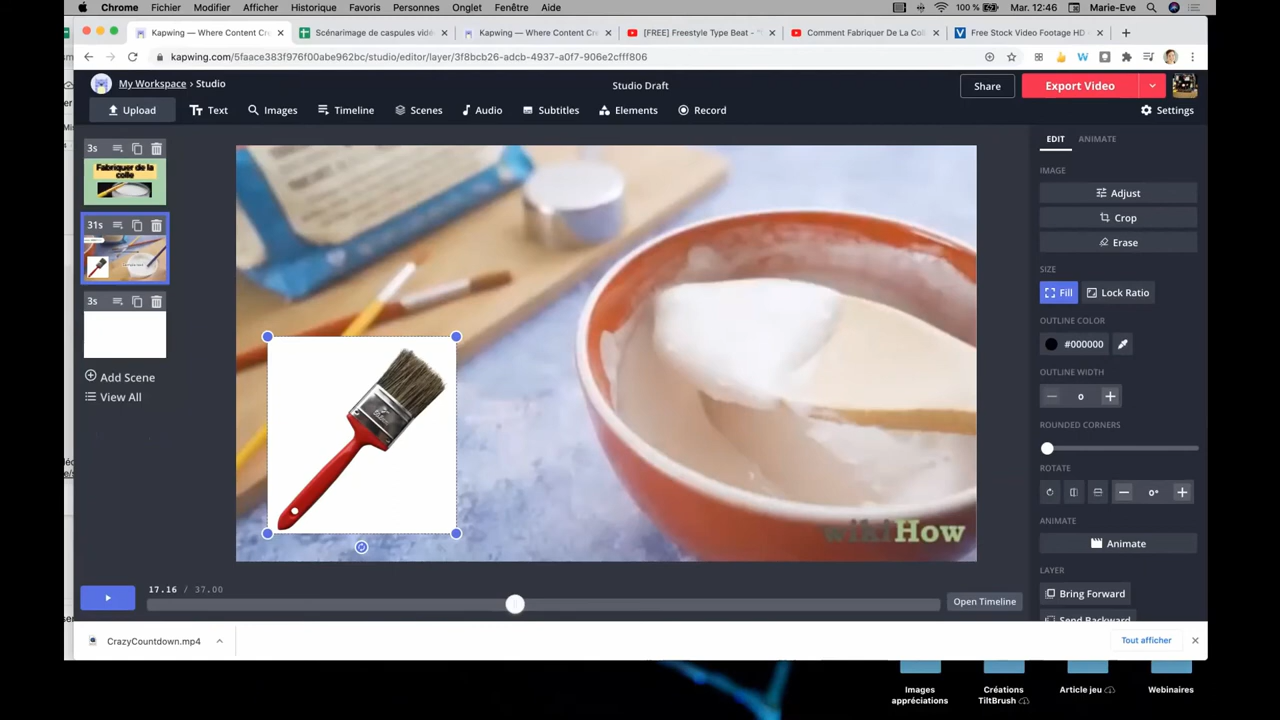 Chrome Fichier Modifier Afficher Historique Favoris Personnes Onglet Fenêtre Aide
100 % Mar. 12:46 Marie-Eve
Kapwing — Where Content Cre
Scénarimage de caspules vidé
Kapwing — Where Content Cre
[FREE] Freestyle Type Beat - "
Comment Fabriquer De La Coll
Free Stock Video Footage HD
kapwing.com/5faace383f976f00abe962bc/studio/editor/layer/3f8bcb26-adcb-4937-a0f7-5906e2cfff806
My Workspace › Studio
Studio Draft
Share
Export Video
Upload
Text
Images
Timeline
Scenes
Audio
Subtitles
Elements
Record
Settings
3s
Fabriquer de la
colle
31s
3s
Add Scene
View All
wikiHow
EDIT
ANIMATE
IMAGE
Adjust
Crop
Erase
SIZE
Fill
Lock Ratio
OUTLINE COLOR
#000000
OUTLINE WIDTH
0
ROUNDED CORNERS
ROTATE
0°
ANIMATE
Animate
LAYER
Bring Forward
Send Backward
17.16 / 37.00
Open Timeline
CrazyCountdown.mp4
Tout afficher
Images
appréciations
Créations
TiltBrush
Article jeu
Webinaires